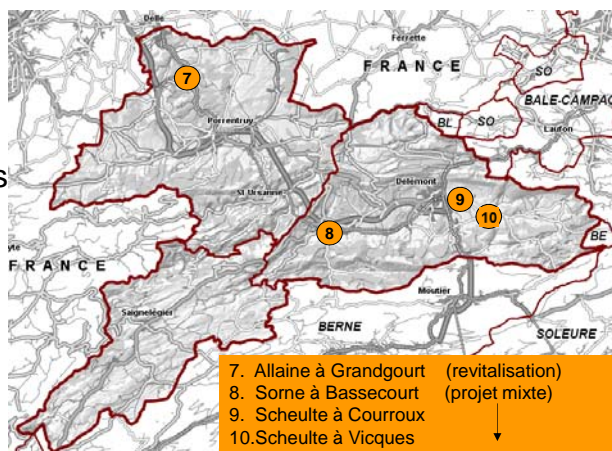 Delle
Ferrette
FRANCE
SO
BALE-CAMPAG
7
Porrentruy
BL
SO
Laufon
s
St Ursanne
Delémont
9
10
8
BE
FRANCE
Moutier
Saignelégier
BERNE
SOLEURE
7. Allaine à Grandgourt (revitalisation)
8. Sorne à Bassecourt (projet mixte)
9. Scheulte à Courroux
10.Scheulte à Vicques